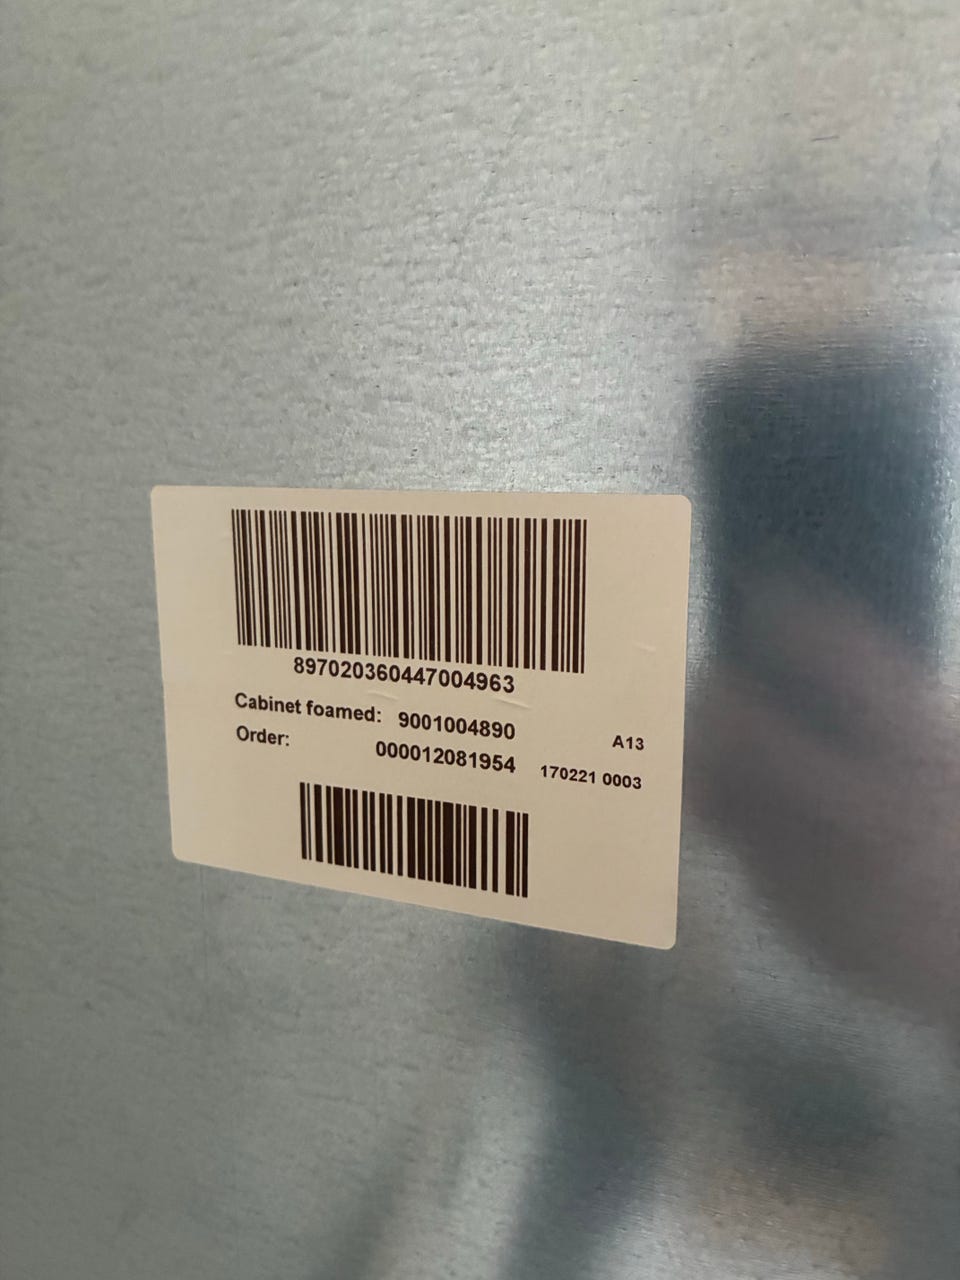 897020360447004963
Cabinet foamed: 9001004890
A13
Order: 000012081954
170221 0003